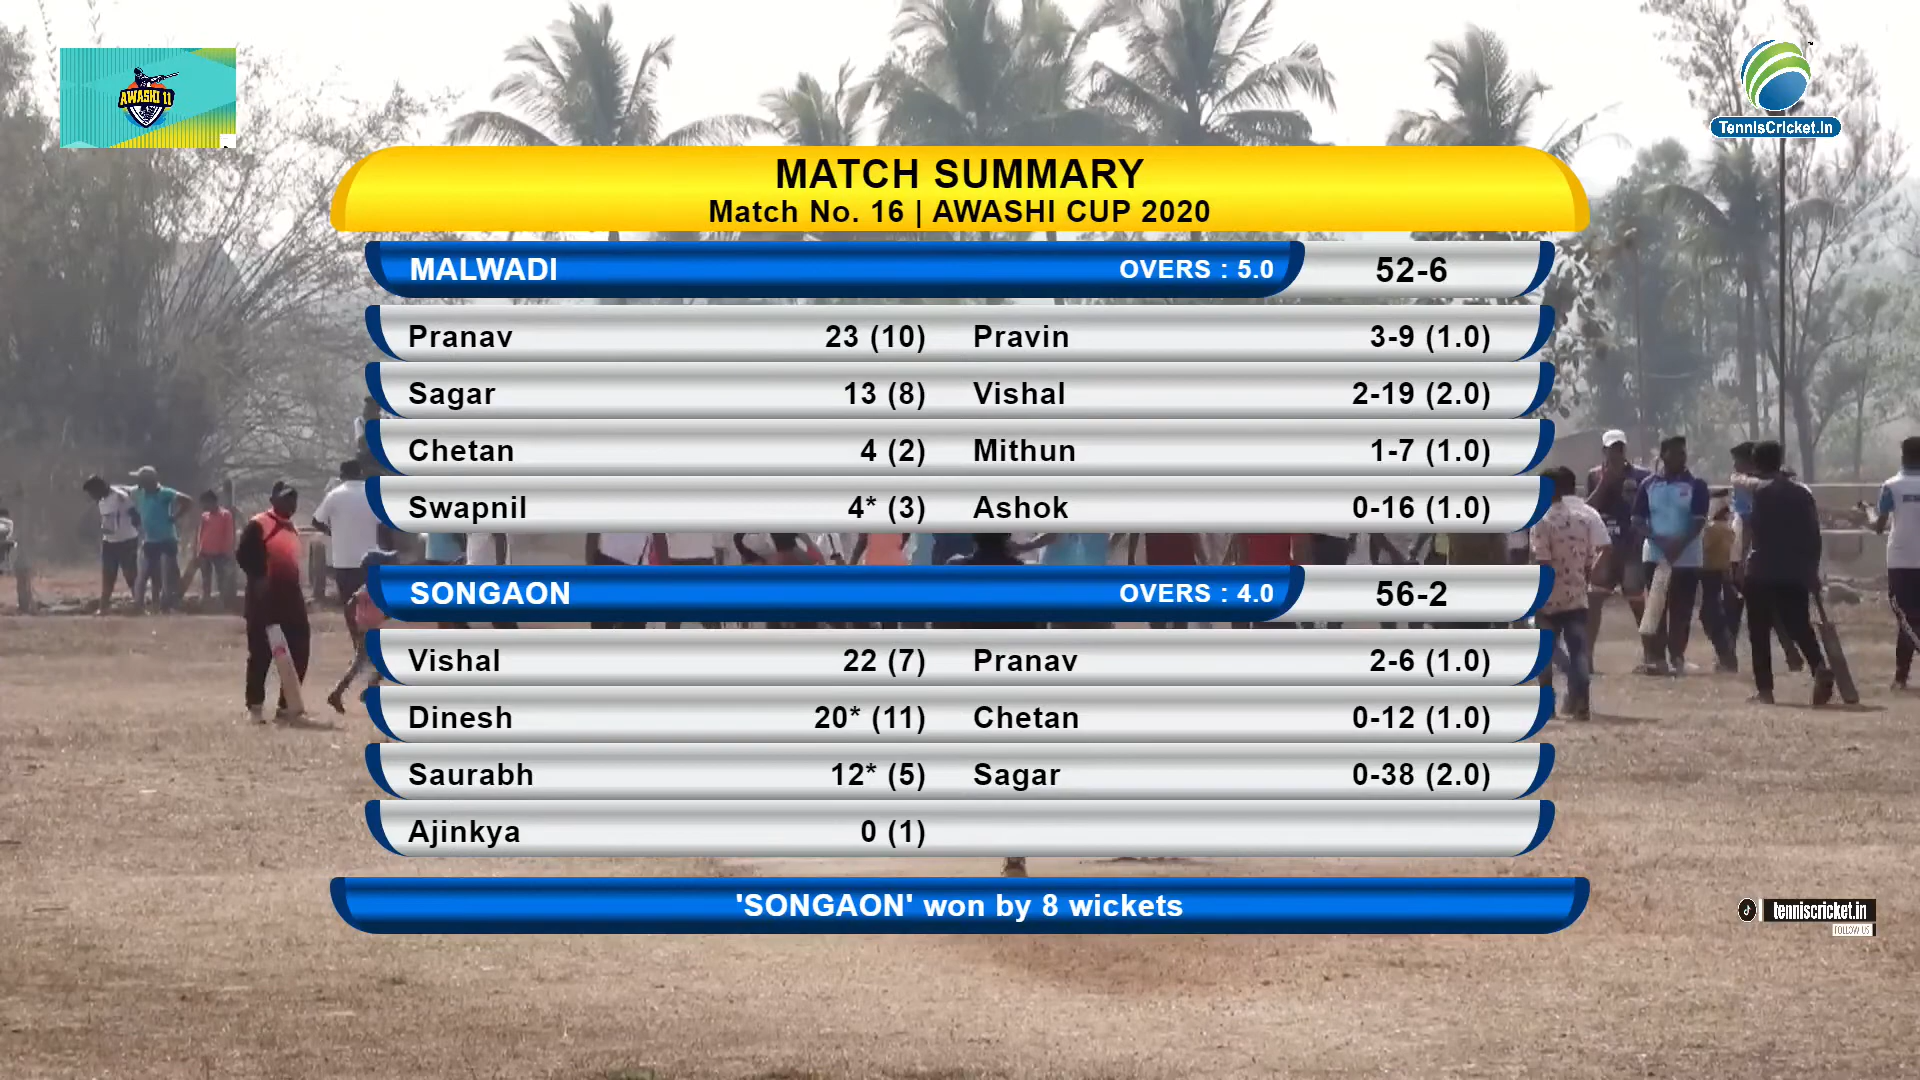 AWASHI 11
TennisCricket.In
MATCH SUMMARY
Match No. 16 | AWASHI CUP 2020
MALWADI OVERS : 5.0 52-6
Pranav 23 (10) Pravin 3-9 (1.0)
Sagar 13 (8) Vishal 2-19 (2.0)
Chetan 4 (2) Mithun 1-7 (1.0)
Swapnil 4* (3) Ashok 0-16 (1.0)
SONGAON OVERS : 4.0 56-2
Vishal 22 (7) Pranav 2-6 (1.0)
Dinesh 20* (11) Chetan 0-12 (1.0)
Saurabh 12* (5) Sagar 0-38 (2.0)
Ajinkya 0 (1)
'SONGAON' won by 8 wickets
tenniscricket.in
FOLLOW US